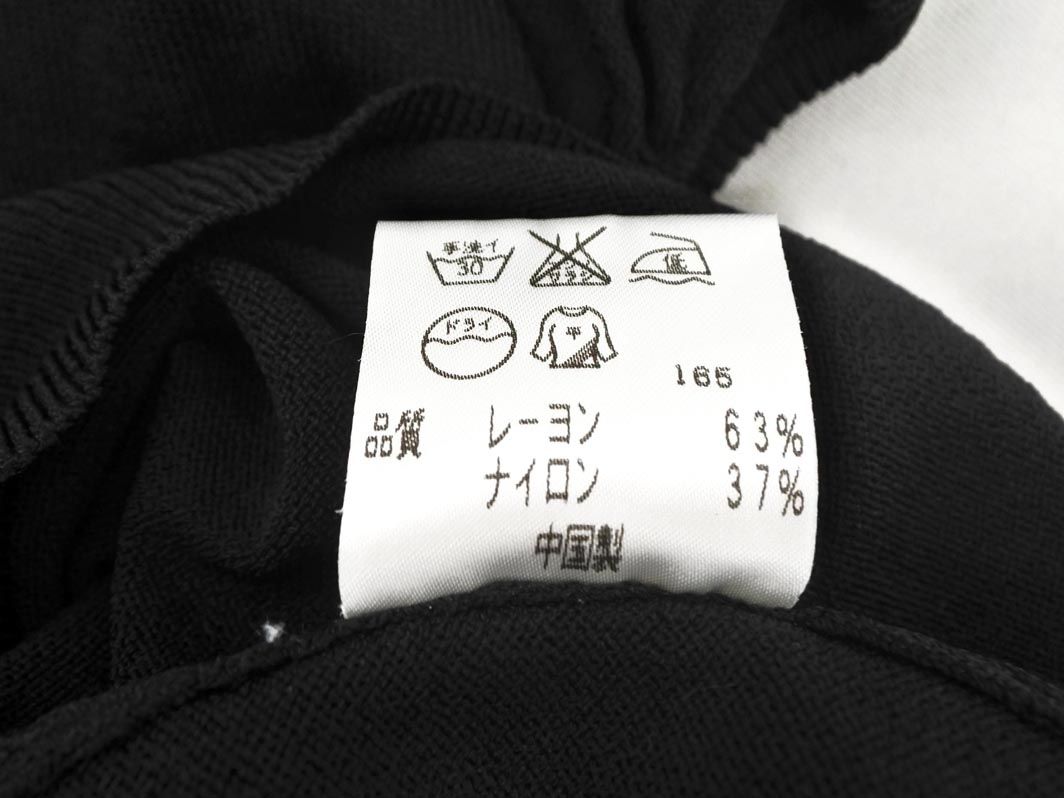 手洗イ
30
エンソ
サラシ
低
ドライ
平
166
品質 レーヨン 63%
ナイロン 37%
中国製